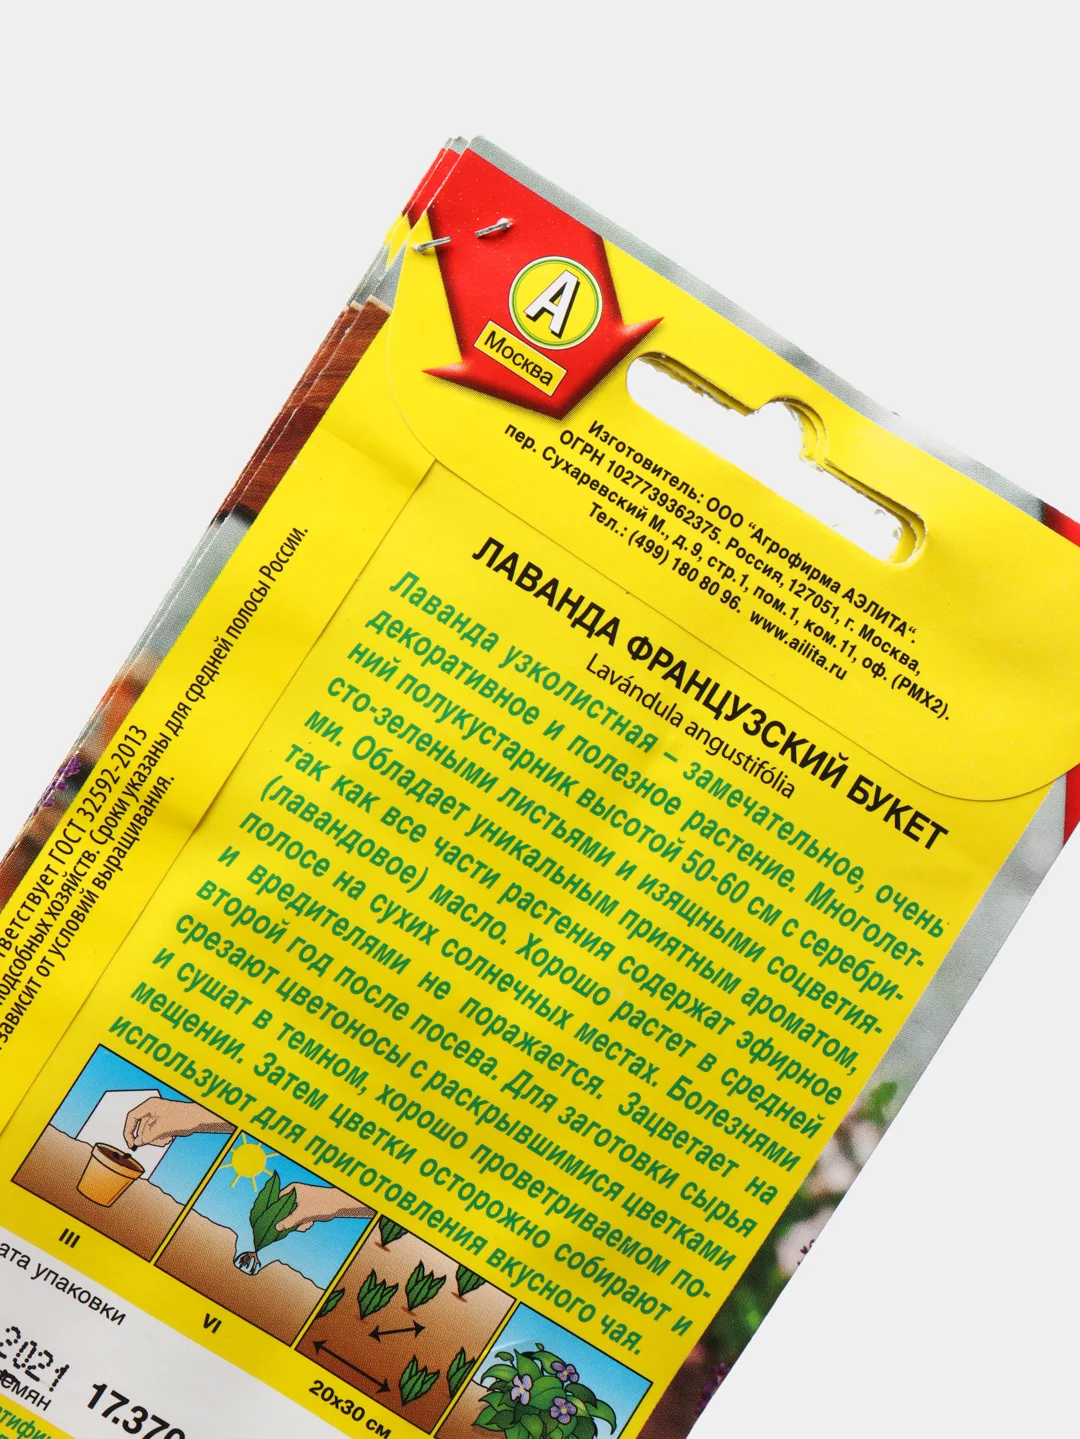 А
Москва
Изготовитель: ООО “Агрофирма АЭЛИТА“.
ОГРН 1027739362375. Россия, 127051, г. Москва,
пер. Сухаревский М., д. 9, стр. 1, пом.1, ком.11, оф. (РМХ2).
Тел.: (499) 180 80 96. www.ailita.ru
ЛАВАНДА ФРАНЦУЗСКИЙ БУКЕТ
Lavándula angustifólia
Лаванда узколистная – замечательное, очень
декоративное и полезное растение. Многолет-
ний полукустарник высотой 50-60 см с серебри-
сто-зелеными листьями и изящными соцветия-
ми. Обладает уникальным приятным ароматом,
так как все части растения содержат эфирное
(лавандовое) масло. Хорошо растет в средней
полосе на сухих солнечных местах. Болезнями
и вредителями не поражается. Зацветает на
второй год после посева. Для заготовки сырья
срезают цветоносы с раскрывшимися цветками
и сушат в темном, хорошо проветриваемом по-
мещении. Затем цветки осторожно собирают и
используют для приготовления вкусного чая.
ГОСТ 32592-2013
подсобных хозяйств. Сроки указаны для средней полосы России.
зависит от условий выращивания.
III
VI
20x30 см
упаковки
2021
17.379